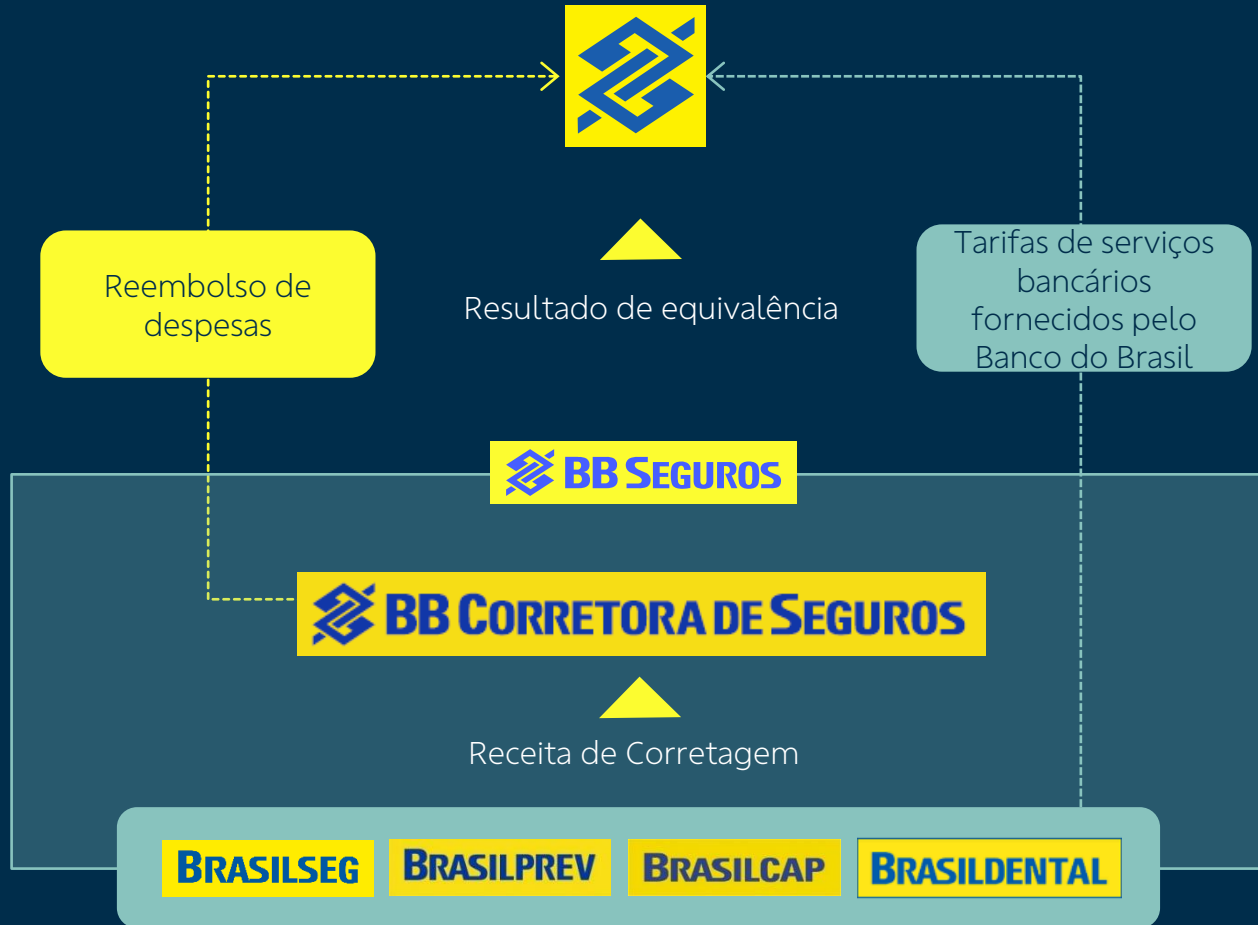 Reembolso de
despesas
Resultado de equivalência
Tarifas de serviços
bancários
fornecidos pelo
Banco do Brasil
BB SEGUROS
BB CORRETORA DE SEGUROS
Receita de Corretagem
BRASILSEG
BRASILPREV
BRASILCAP
BRASILDENTAL